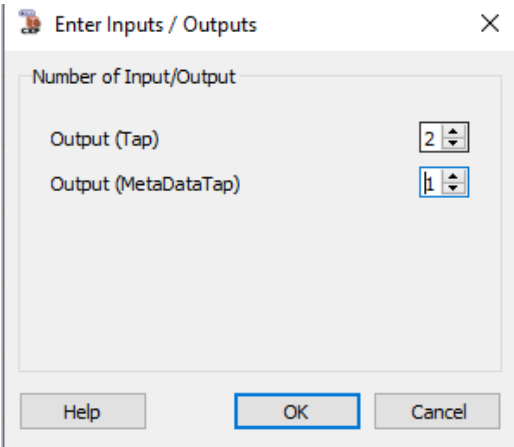 Enter Inputs / Outputs
Number of Input/Output
Output (Tap) 2
Output (MetaDataTap) 1
Help OK Cancel